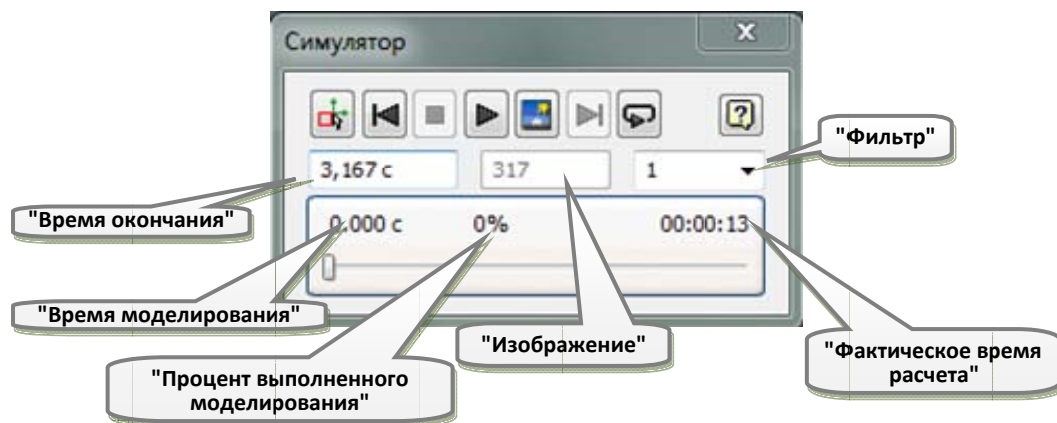 Симулятор
"Фильтр"
3,167 с 317 1
"Время окончания"
0.000 с 0% 00:00:13
"Время моделирования"
"Изображение"
"Фактическое время
расчета"
"Процент выполненного
моделирования"